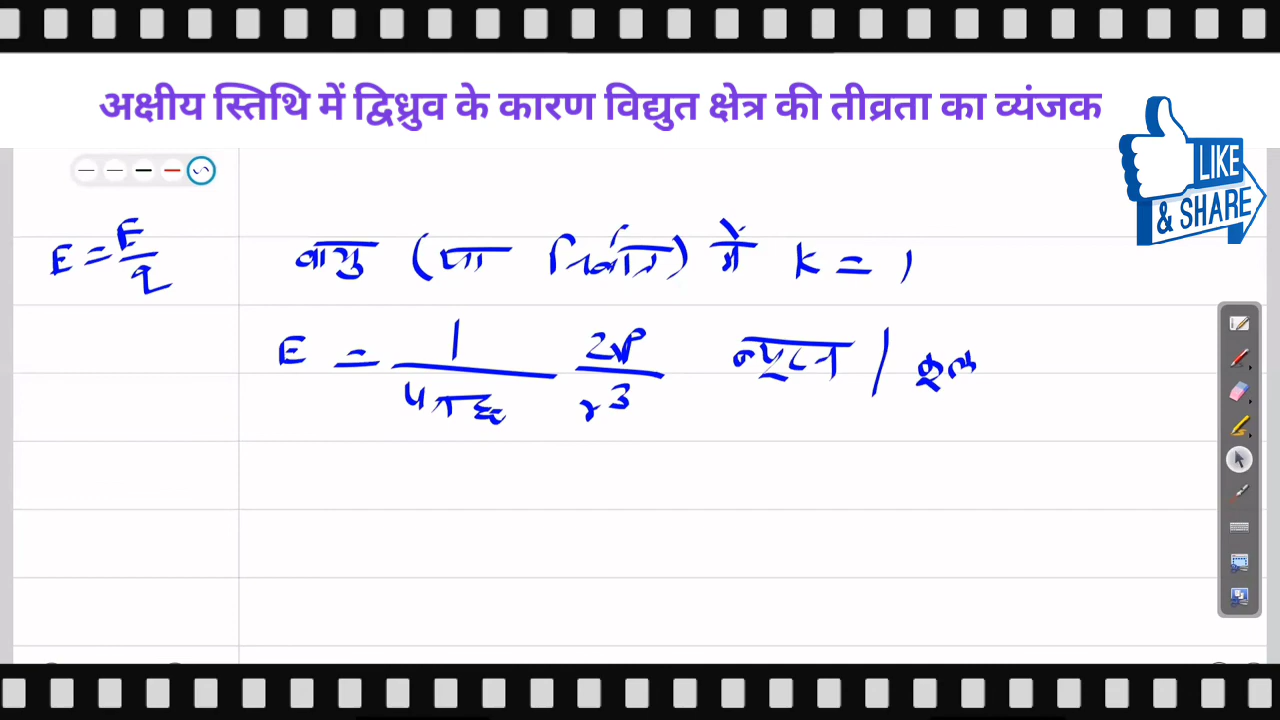 अक्षीय स्तिथि में द्विध्रुव के कारण विद्युत क्षेत्र की तीव्रता का व्यंजक
LIKE
& SHARE
E = F/q
वायु (या निर्वात) में K = 1
E = 1/4πε₀ 2p/r³ न्यूटन / कूलाम